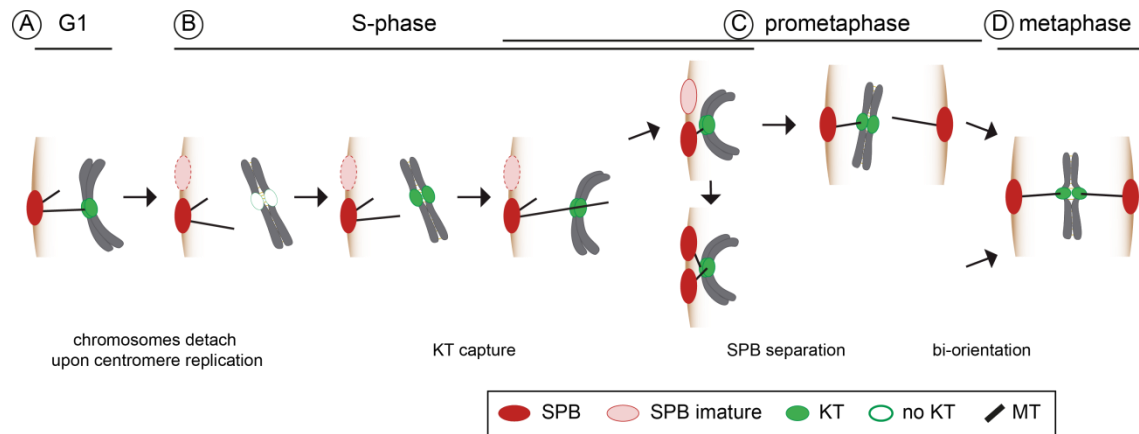 A G1
B S-phase
C prometaphase
D metaphase
chromosomes detach
upon centromere replication
KT capture
SPB separation
bi-orientation
SPB SPB imature KT no KT MT